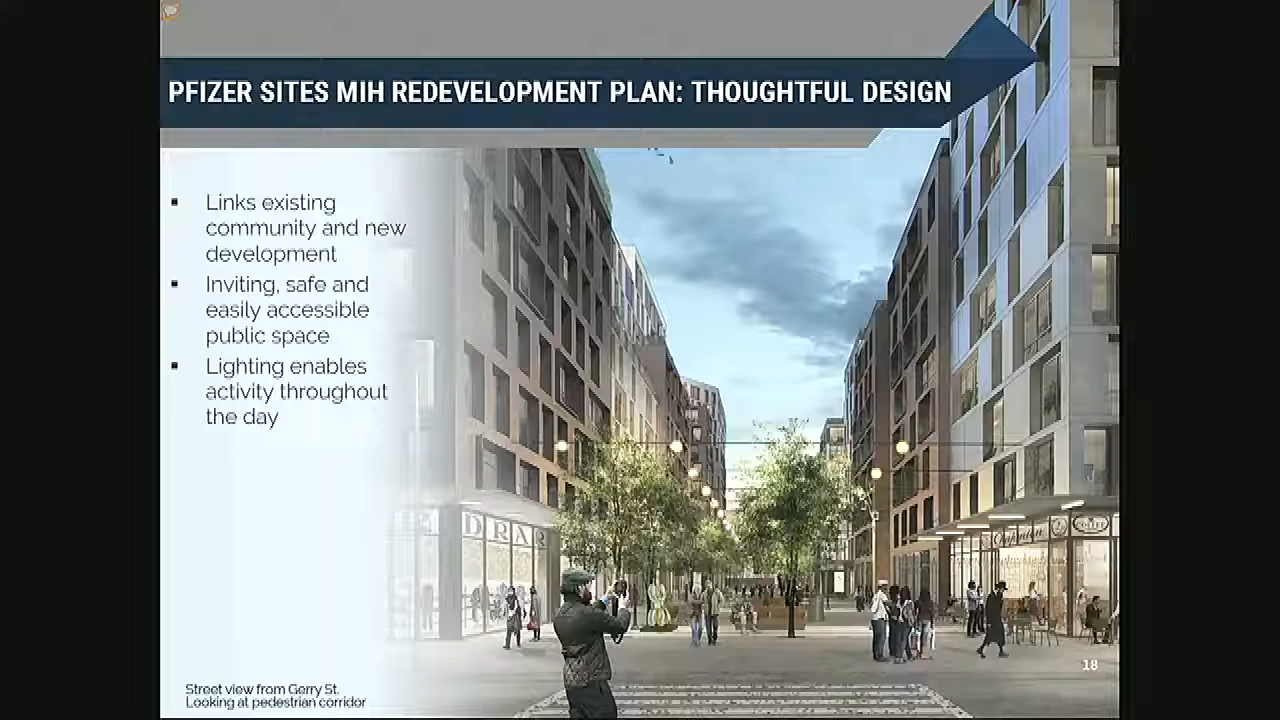 PFIZER SITES MIH REDEVELOPMENT PLAN: THOUGHTFUL DESIGN
▪ Links existing
community and new
development
▪ Inviting, safe and
easily accessible
public space
▪ Lighting enables
activity throughout
the day
D R A
18
Street view from Gerry St.
Looking at pedestrian corridor